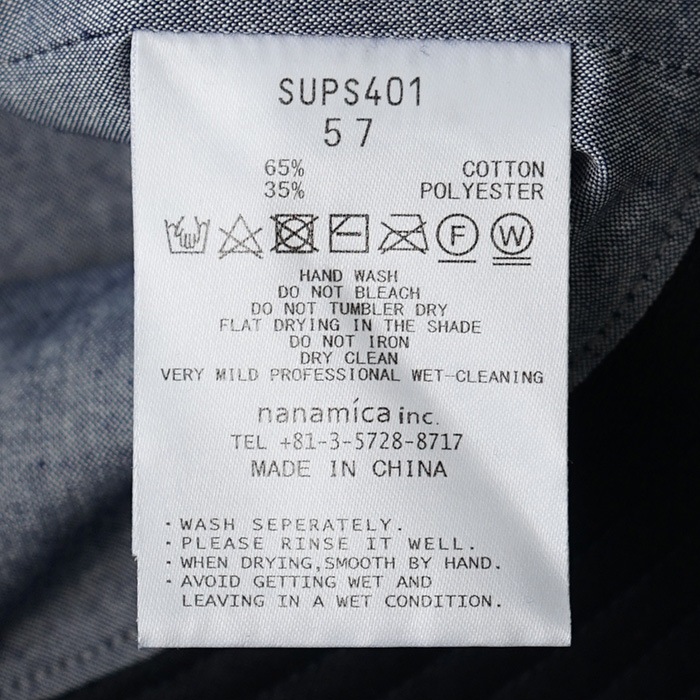 SUPS401
57
65% COTTON
35% POLYESTER
F W
HAND WASH
DO NOT BLEACH
DO NOT TUMBLER DRY
FLAT DRYING IN THE SHADE
DO NOT IRON
DRY CLEAN
VERY MILD PROFESSIONAL WET-CLEANING
nanamíca inc.
TEL +81-3-5728-8717
MADE IN CHINA
・WASH SEPERATELY.
・PLEASE RINSE IT WELL.
・WHEN DRYING,SMOOTH BY HAND.
・AVOID GETTING WET AND
LEAVING IN A WET CONDITION.